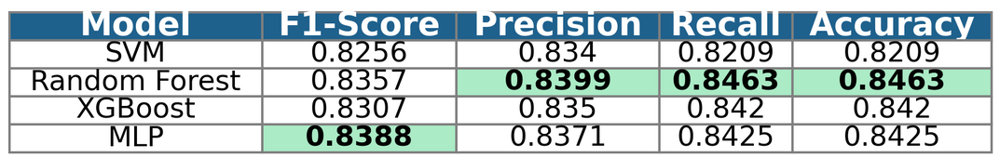 Model F1-Score Precision Recall Accuracy
SVM 0.8256 0.834 0.8209 0.8209
Random Forest 0.8357 0.8399 0.8463 0.8463
XGBoost 0.8307 0.835 0.842 0.842
MLP 0.8388 0.8371 0.8425 0.8425